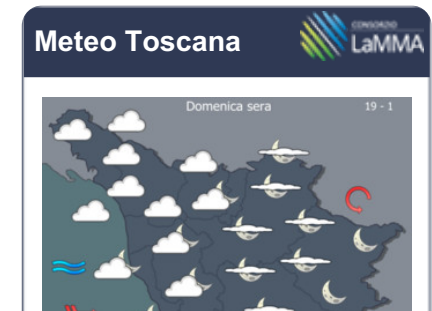 Meteo Toscana
CONSORZIO
LaMMA
Domenica sera
19 - 1